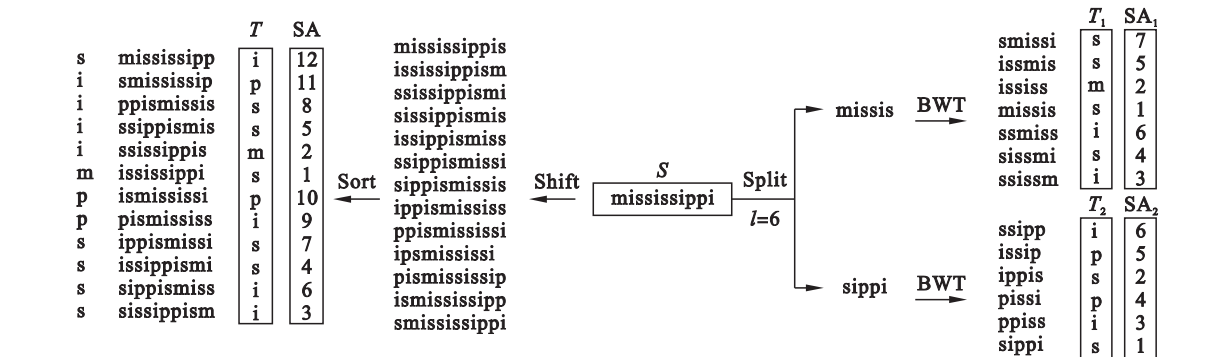 T SA
s mississipp i 12
i smississip p 11
i ppismissis s 8
i ssippismis s 5
i ssissippis m 2
m ississippi s 1
p ismississi p 10
p pismississ i 9
s ippismissi s 7
s issippismi s 4
s sippismiss i 6
s sissippism i 3
Sort
mississippis
ississippism
ssissippismi
sissippismis
issippismiss
ssippismissi
sippismissis
ippismississ
ppismississi
ipsmississi
pismississip
ismississipp
smississippi
Shift
S
mississippi
Split
l=6
missis
BWT
sippi
BWT
T₁ SA₁
smissi s 7
issmis s 5
ississ m 2
missis s 1
ssmiss i 6
sissmi s 4
ssissm i 3
T₂ SA₂
ssipp i 6
issip p 5
ippis s 2
pissi p 4
ppiss i 3
sippi s 1